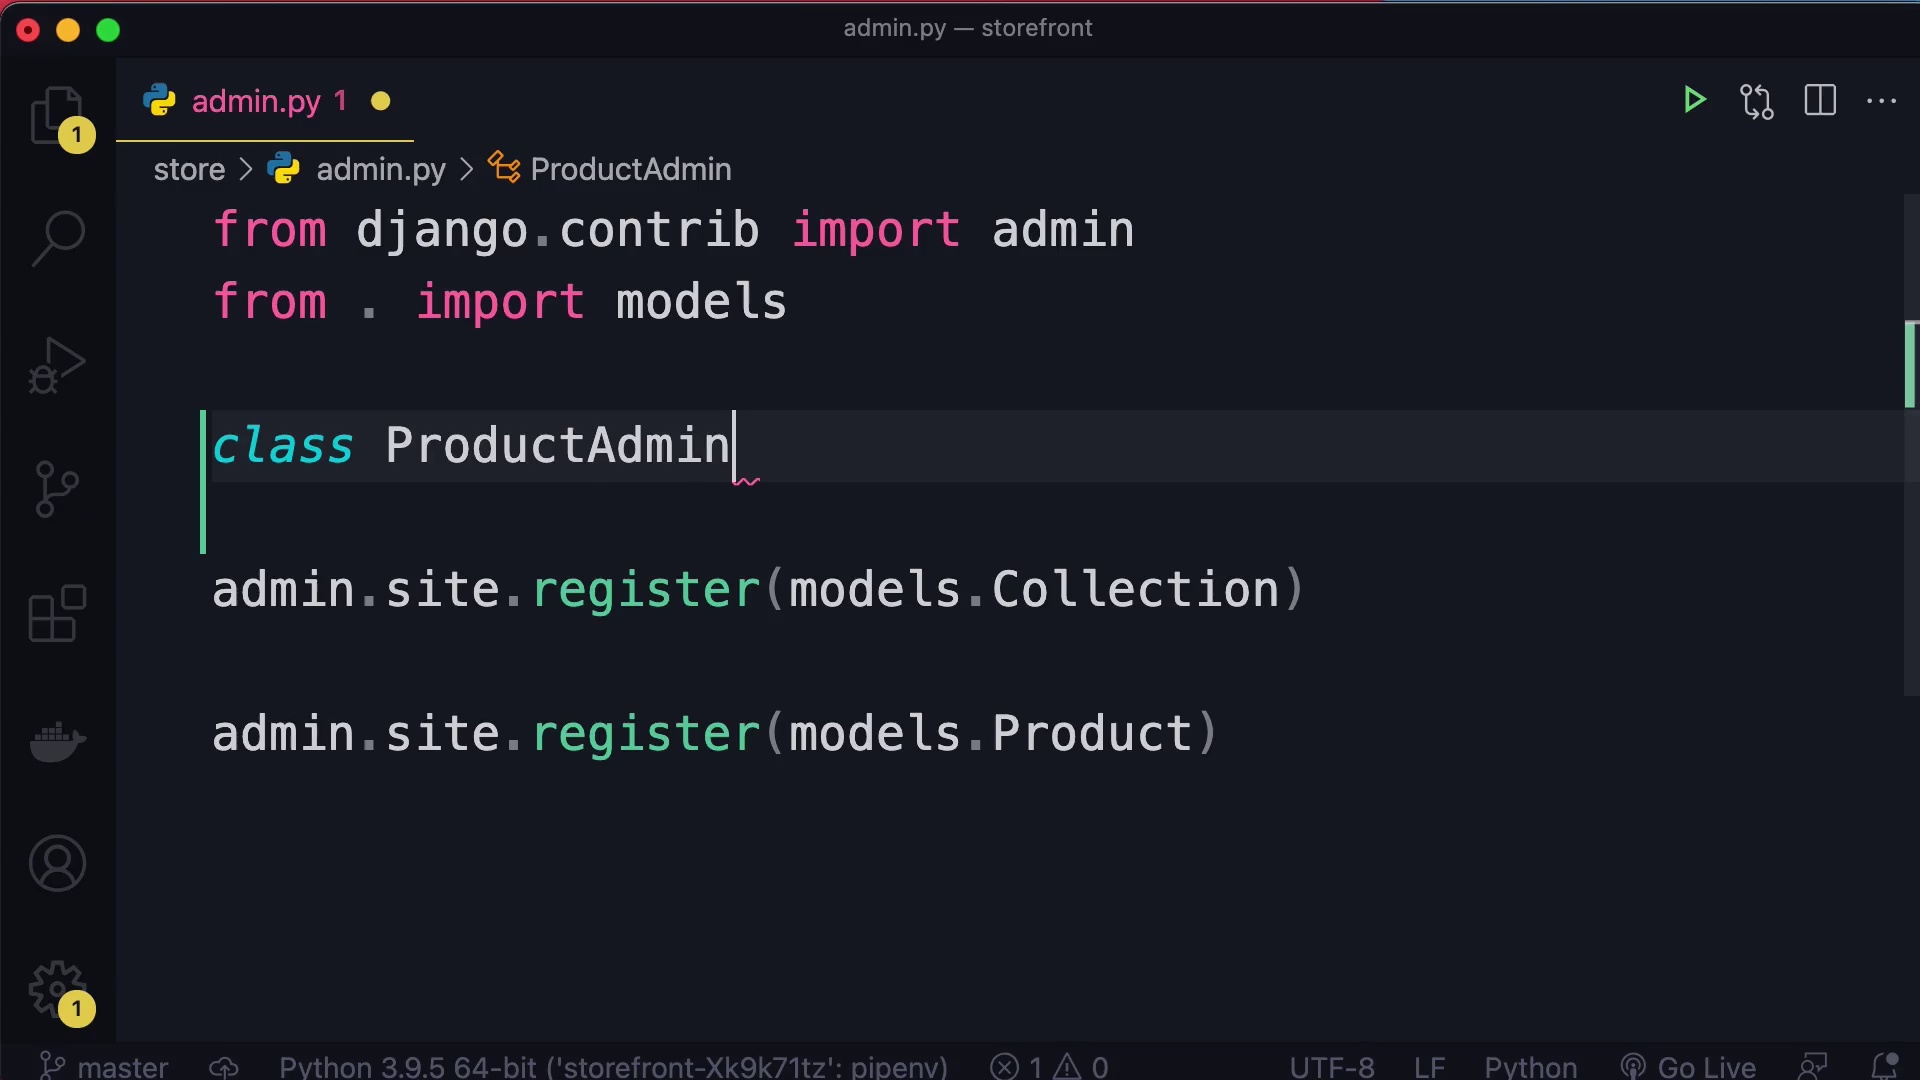 admin.py — storefront
admin.py 1
store > admin.py > ProductAdmin
from django.contrib import admin
from . import models
class ProductAdmin
admin.site.register(models.Collection)
admin.site.register(models.Product)
1
1
master Python 3.9.5 64-bit ('storefront-Xk9k71tz': pipenv) 1 0 UTF-8 LF Python Go Live